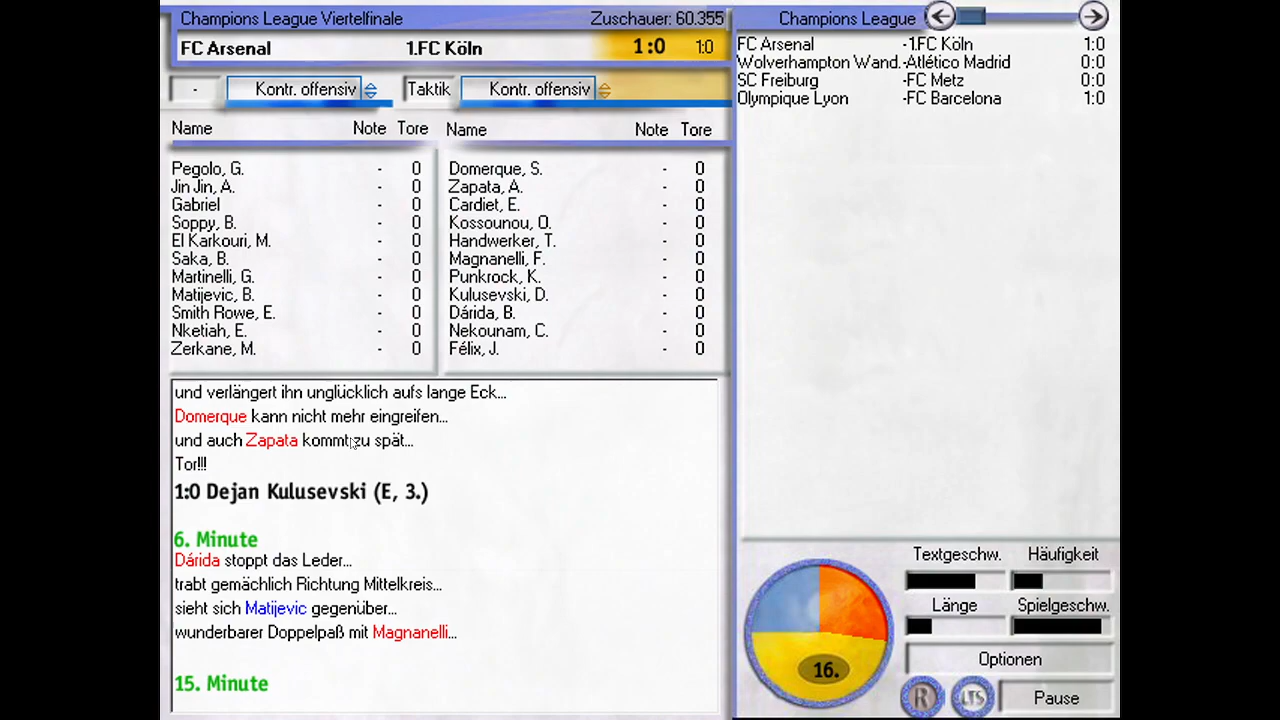 Champions League Viertelfinale Zuschauer: 60.355
FC Arsenal 1.FC Köln 1:0 1:0
- Kontr. offensiv Taktik Kontr. offensiv
Name Note Tore Name Note Tore
Pegolo, G. - 0 Domerque, S. - 0
Jin Jin, A. - 0 Zapata, A. - 0
Gabriel - 0 Cardiet, E. - 0
Soppy, B. - 0 Kossounou, O. - 0
El Karkouri, M. - 0 Handwerker, T. - 0
Saka, B. - 0 Magnanelli, F. - 0
Martinelli, G. - 0 Punkrock, K. - 0
Matijevic, B. - 0 Kulusevski, D. - 0
Smith Rowe, E. - 0 Dárida, B. - 0
Nketiah, E. - 0 Nekounam, C. - 0
Zerkane, M. - 0 Félix, J. - 0
und verlängert ihn unglücklich aufs lange Eck...
Domerque kann nicht mehr eingreifen...
und auch Zapata kommt zu spät...
Tor!!!
1:0 Dejan Kulusevski (E, 3.)
6. Minute
Dárida stoppt das Leder...
trabt gemächlich Richtung Mittelkreis...
sieht sich Matijevic gegenüber...
wunderbarer Doppelpaß mit Magnanelli...
15. Minute
Champions League
FC Arsenal -1.FC Köln 1:0
Wolverhampton Wand.-Atlético Madrid 0:0
SC Freiburg -FC Metz 0:0
Olympique Lyon -FC Barcelona 1:0
Textgeschw. Häufigkeit
Länge Spielgeschw.
16.
Optionen
R LTS Pause